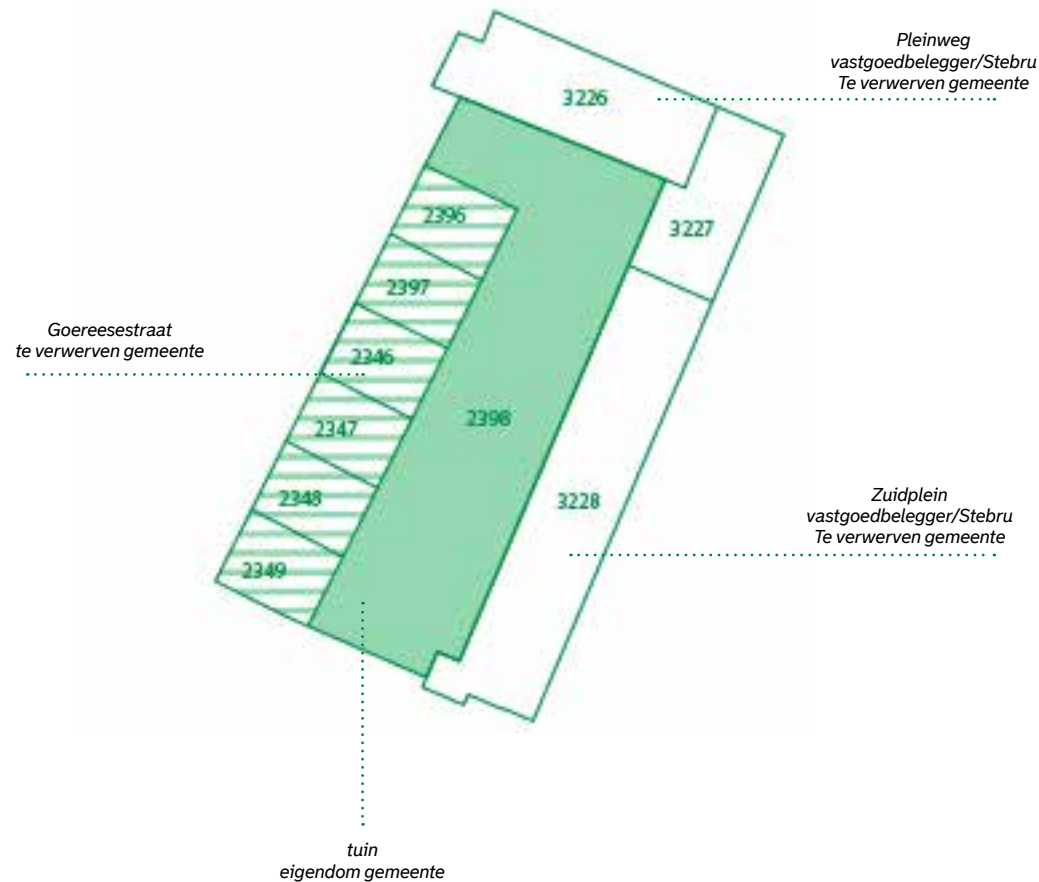 Pleinweg
vastgoedbelegger/Stebru
Te verwerven gemeente
3226
2396
3227
2397
Goereesestraat
te verwerven gemeente
2346
2347
2398
2348
3228
Zuidplein
vastgoedbelegger/Stebru
Te verwerven gemeente
2349
tuin
eigendom gemeente